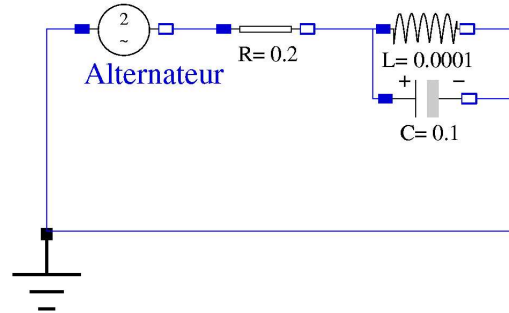 2
~
Alternateur
R= 0.2
L= 0.0001
+ −
C= 0.1